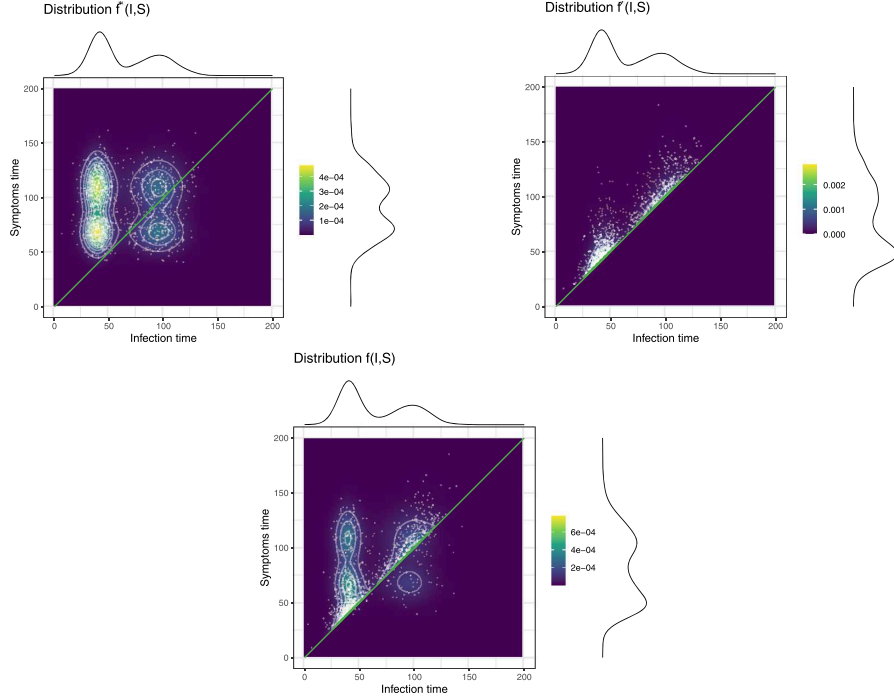 Distribution f(I,S)
200
150
100
50
0
Symptoms time
0 50 100 150 200
Infection time
4e−04
3e−04
2e−04
1e−04
Distribution f(I,S)
200
150
100
50
0
Symptoms time
0 50 100 150 200
Infection time
0.002
0.001
0.000
Distribution f(I,S)
200
150
100
50
0
Symptoms time
0 50 100 150 200
Infection time
6e−04
4e−04
2e−04